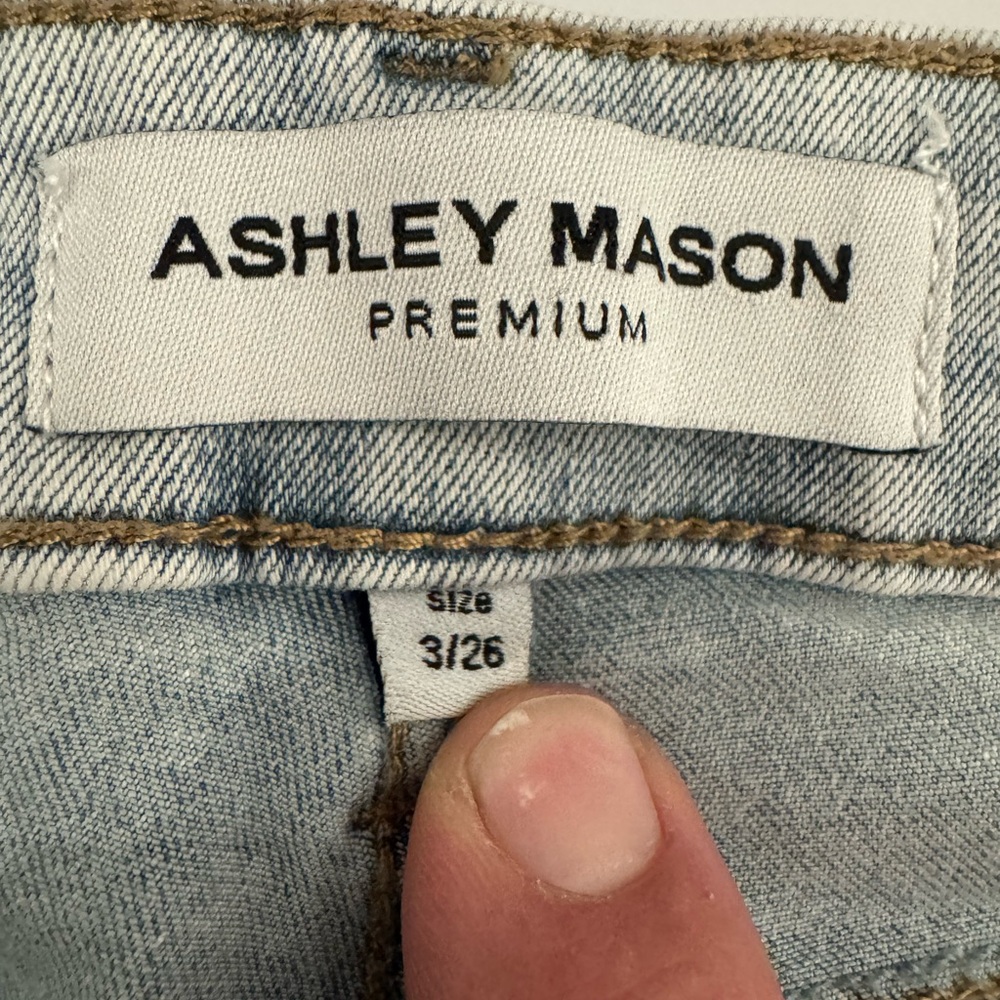 ASHLEY MASON
PREMIUM
Size
3/26